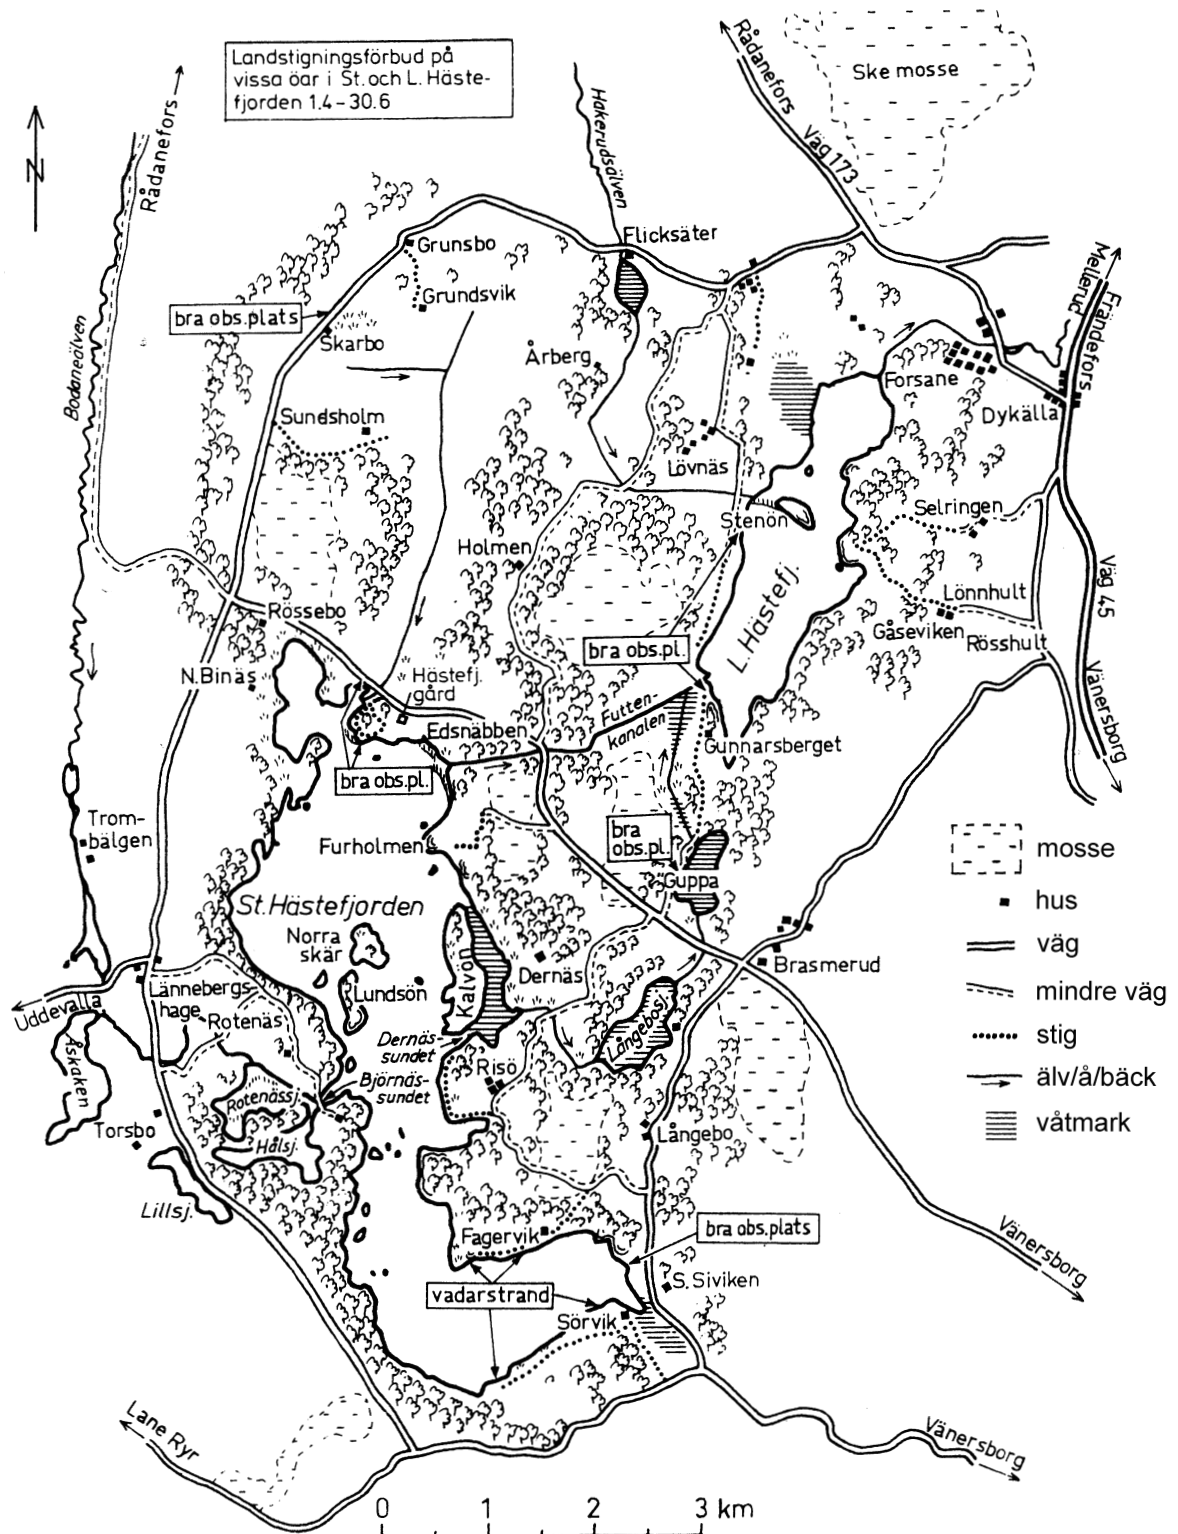 Landstigningsförbud på
vissa öar i St. och L. Häste-
fjorden 1.4-30.6
N
Rådanefors
Rådanefors
Väg 173
Ske mosse
Hakerudsälven
Flicksäter
Grunsbo
Grundsvik
bra obs.plats
Skarbo
Årberg
Bodaneälven
Mellerud
Frändefors
Forsane
Dykälla
Sundsholm
Lövnäs
Stenön
Selringen
Holmen
L. Hästefj.
Väg 45
Lönnhult
Gåseviken
Rösshult
Rössebo
bra obs.pl.
N.Binäs
Hästefj.
gård
Futten-
kanalen
Edsnäbben
Gunnarsberget
Vänersborg
bra obs.pl.
Trom-
bälgen
Furholmen
bra
obs.pl.
Guppa
mosse
hus
väg
mindre väg
stig
älv/å/bäck
våtmark
St. Hästefjorden
Norra
skär
Kalvön
Dernäs
Brasmerud
Lundsön
Uddevalla
Lännebergs-
hage
Rotenäs
Långebosj.
Dernäs-
sundet
Risö
Björnäs-
sundet
Åskaken
Rotenässj.
Hålsj.
Torsbo
Långebo
Lillsj.
Fagervik
bra obs.plats
Vänersborg
vadarstrand
S. Siviken
Sörvik
Lane Ryr
Vänersborg
0 1 2 3 km